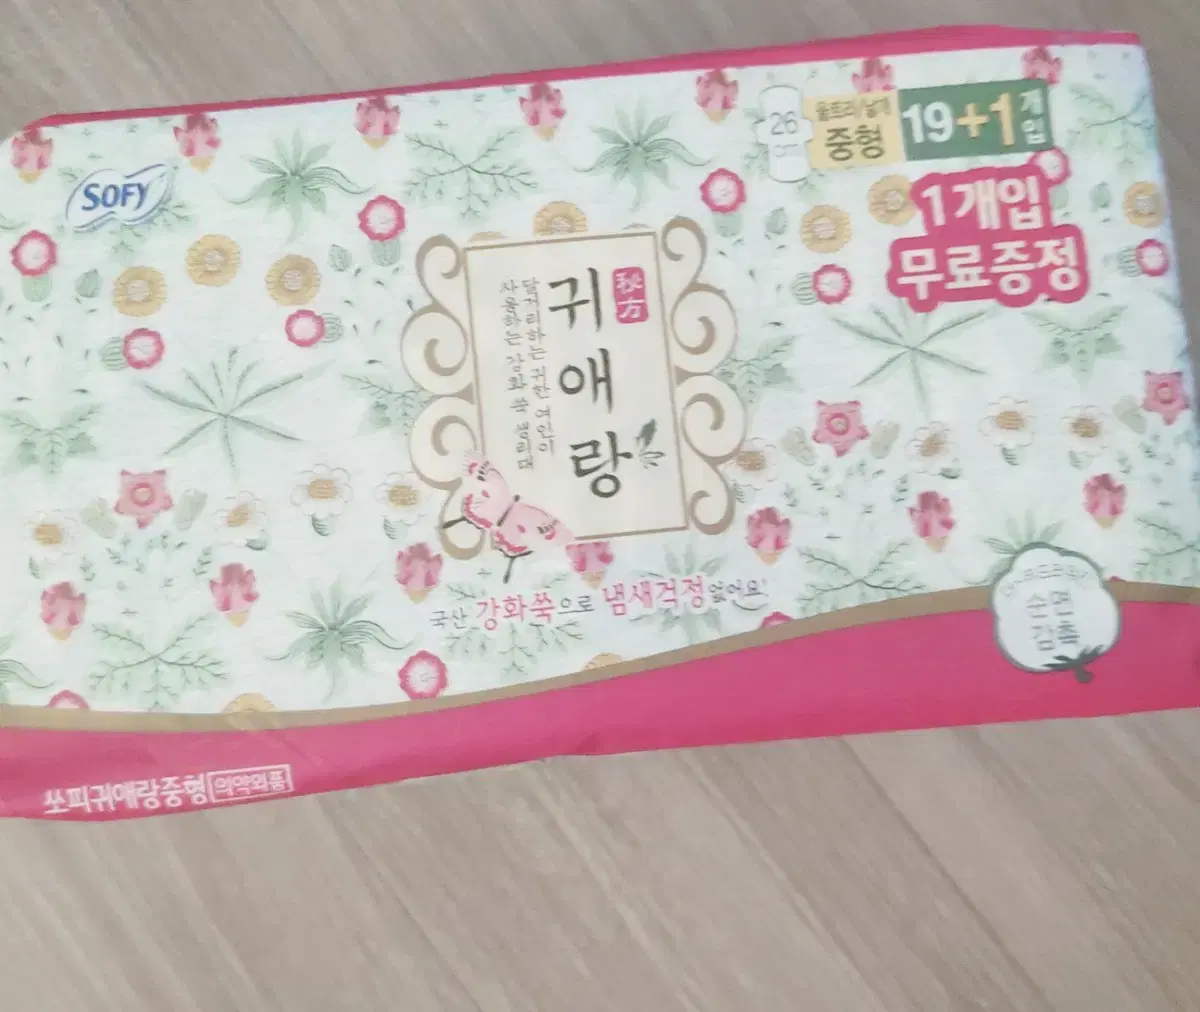 SOFY
26
울트라/날개
중형
19+1개입
1개입
무료증정
秘方
귀애랑
달거리하는 귀한 여인이
사용하는 강화 쑥 생리대
국산 강화쑥으로 냄새걱정없어요!
순면
감촉
쏘피귀애랑중형 의약외품